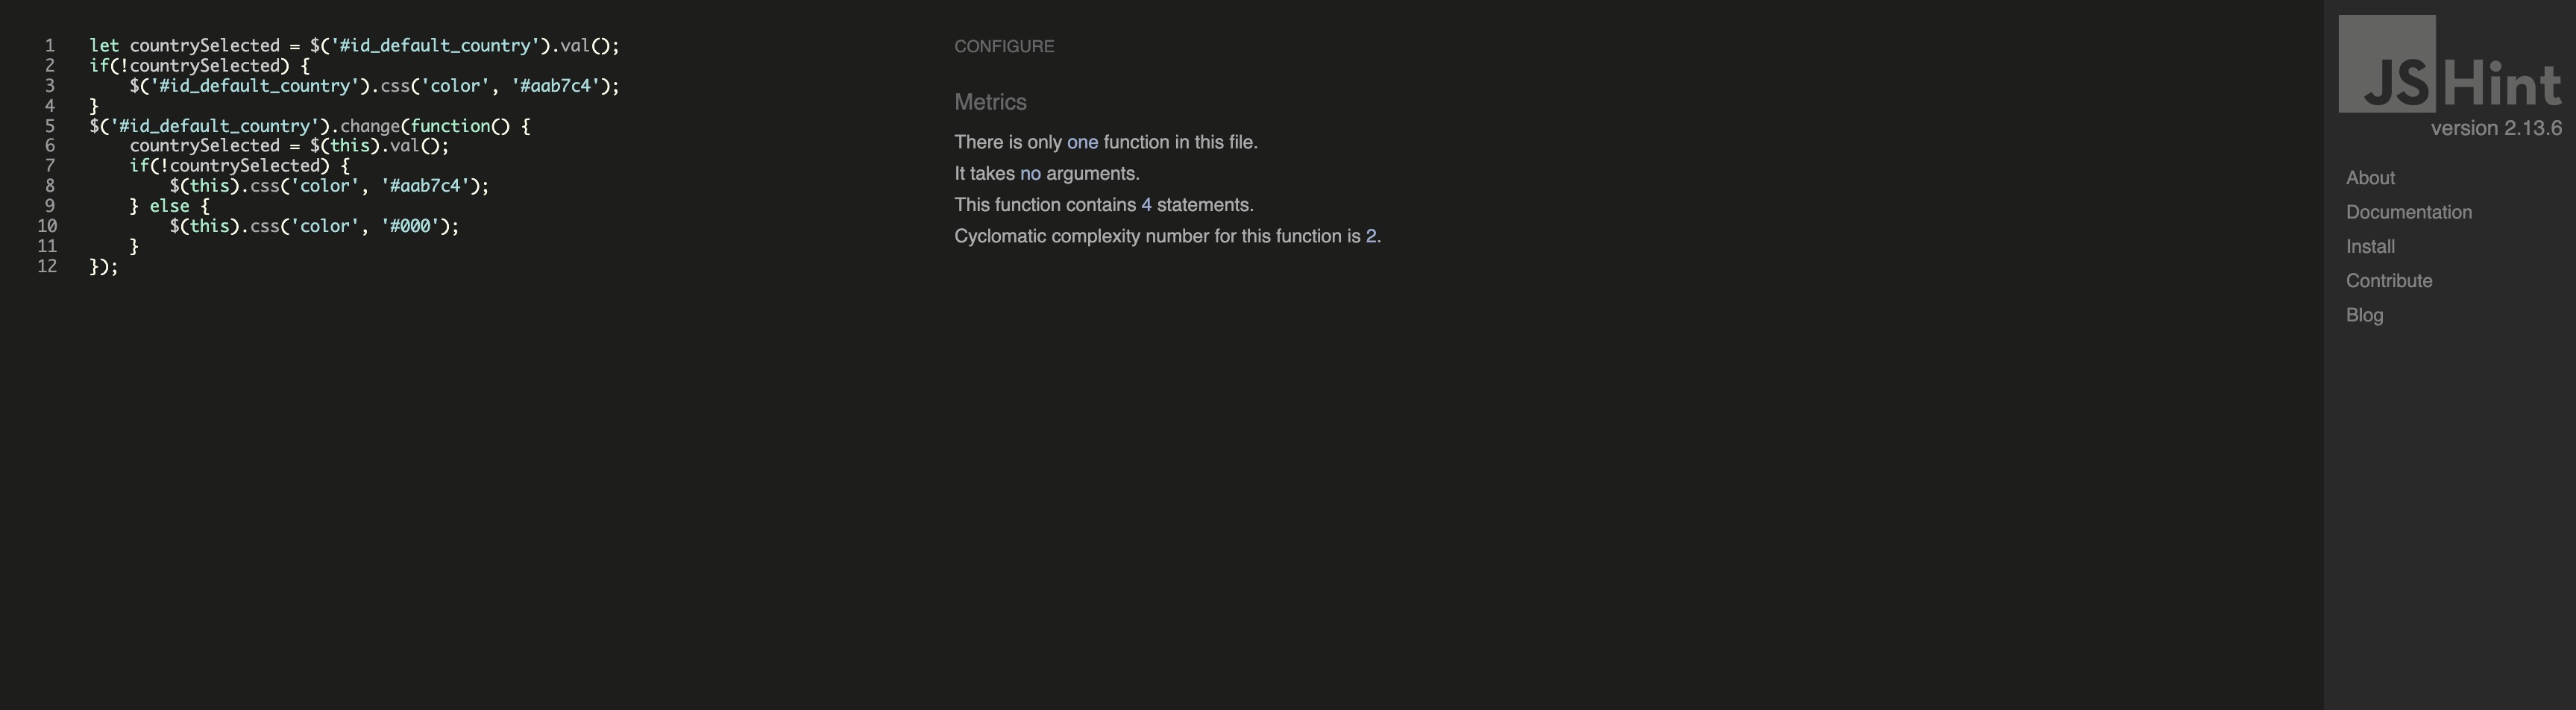 1 let countrySelected = $('#id_default_country').val();
2 if(!countrySelected) {
3     $('#id_default_country').css('color', '#aab7c4');
4 }
5 $('#id_default_country').change(function() {
6     countrySelected = $(this).val();
7     if(!countrySelected) {
8         $(this).css('color', '#aab7c4');
9     } else {
10         $(this).css('color', '#000');
11     }
12 });
CONFIGURE
Metrics
There is only one function in this file.
It takes no arguments.
This function contains 4 statements.
Cyclomatic complexity number for this function is 2.
JSHint
version 2.13.6
About
Documentation
Install
Contribute
Blog